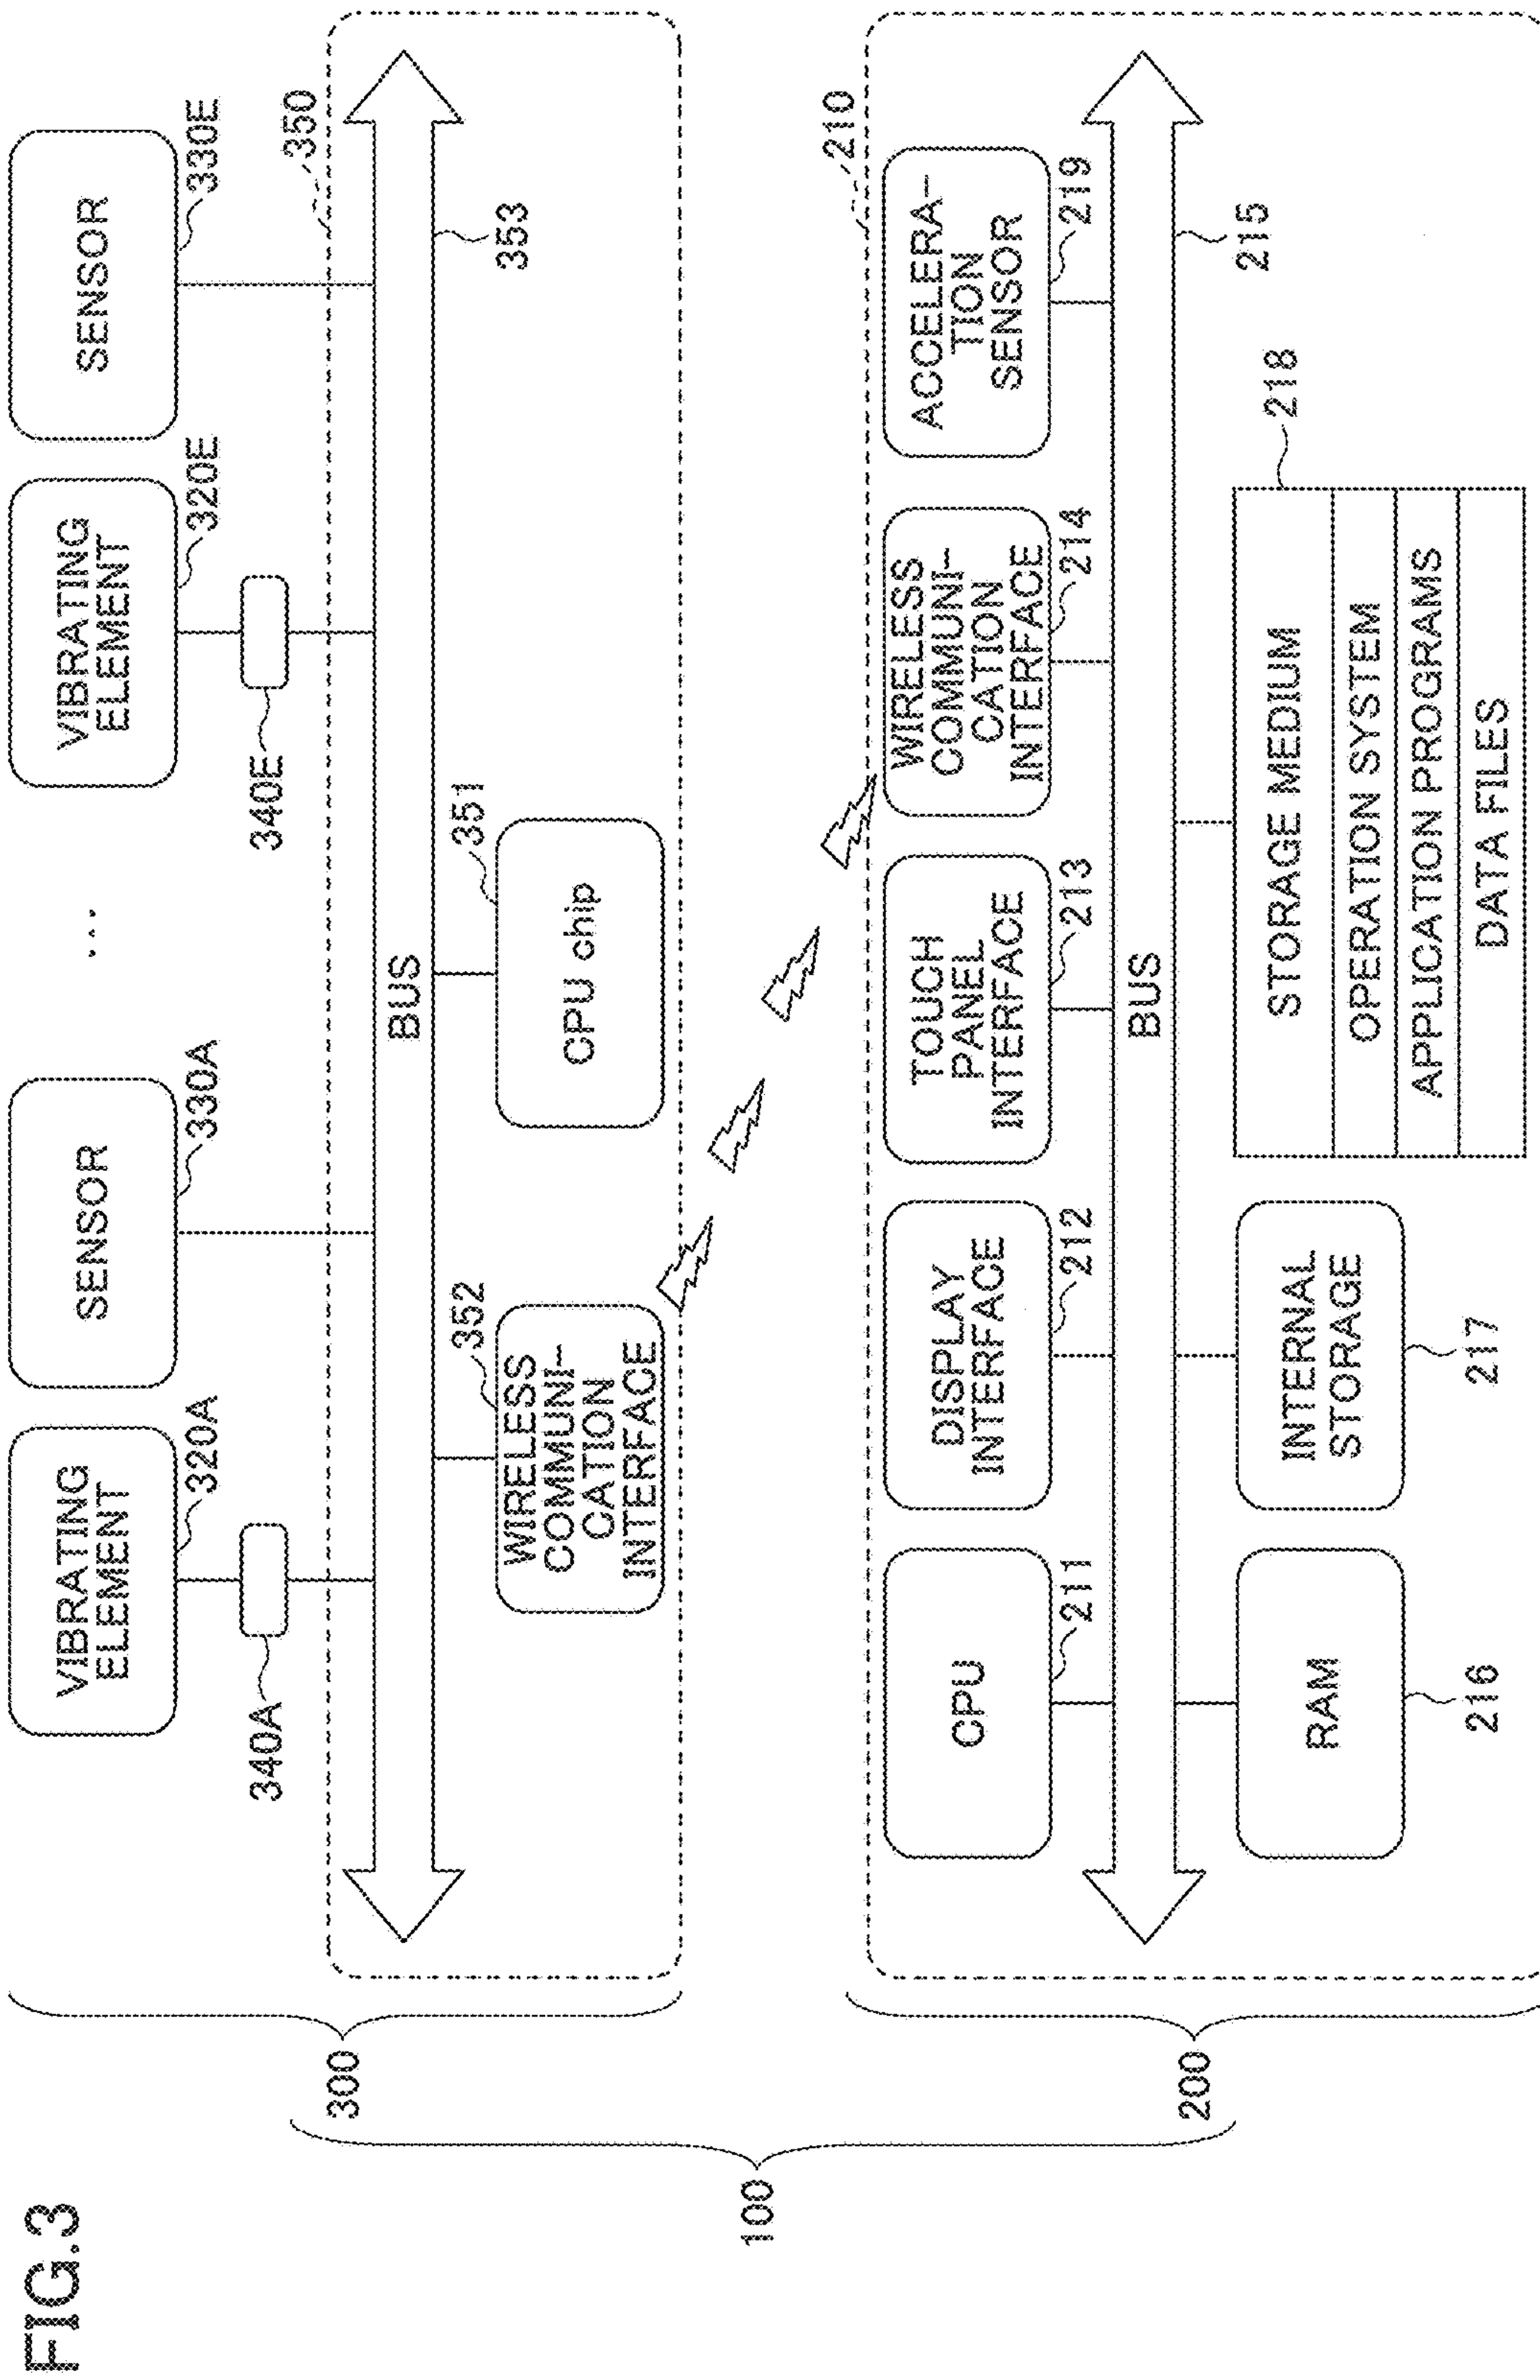 FIG.3
100
300
VIBRATING
ELEMENT
320A
340A
SENSOR
330A
...
VIBRATING
ELEMENT
320E
340E
SENSOR
330E
350
BUS
353
WIRELESS
COMMUNI-
CATION
INTERFACE
352
CPU chip
351
200
210
CPU
211
DISPLAY
INTERFACE
212
TOUCH
PANEL
INTERFACE
213
WIRELESS
COMMUNI-
CATION
INTERFACE
214
ACCELERA-
TION
SENSOR
219
BUS
215
RAM
216
INTERNAL
STORAGE
217
218
STORAGE MEDIUM
OPERATION SYSTEM
APPLICATION PROGRAMS
DATA FILES